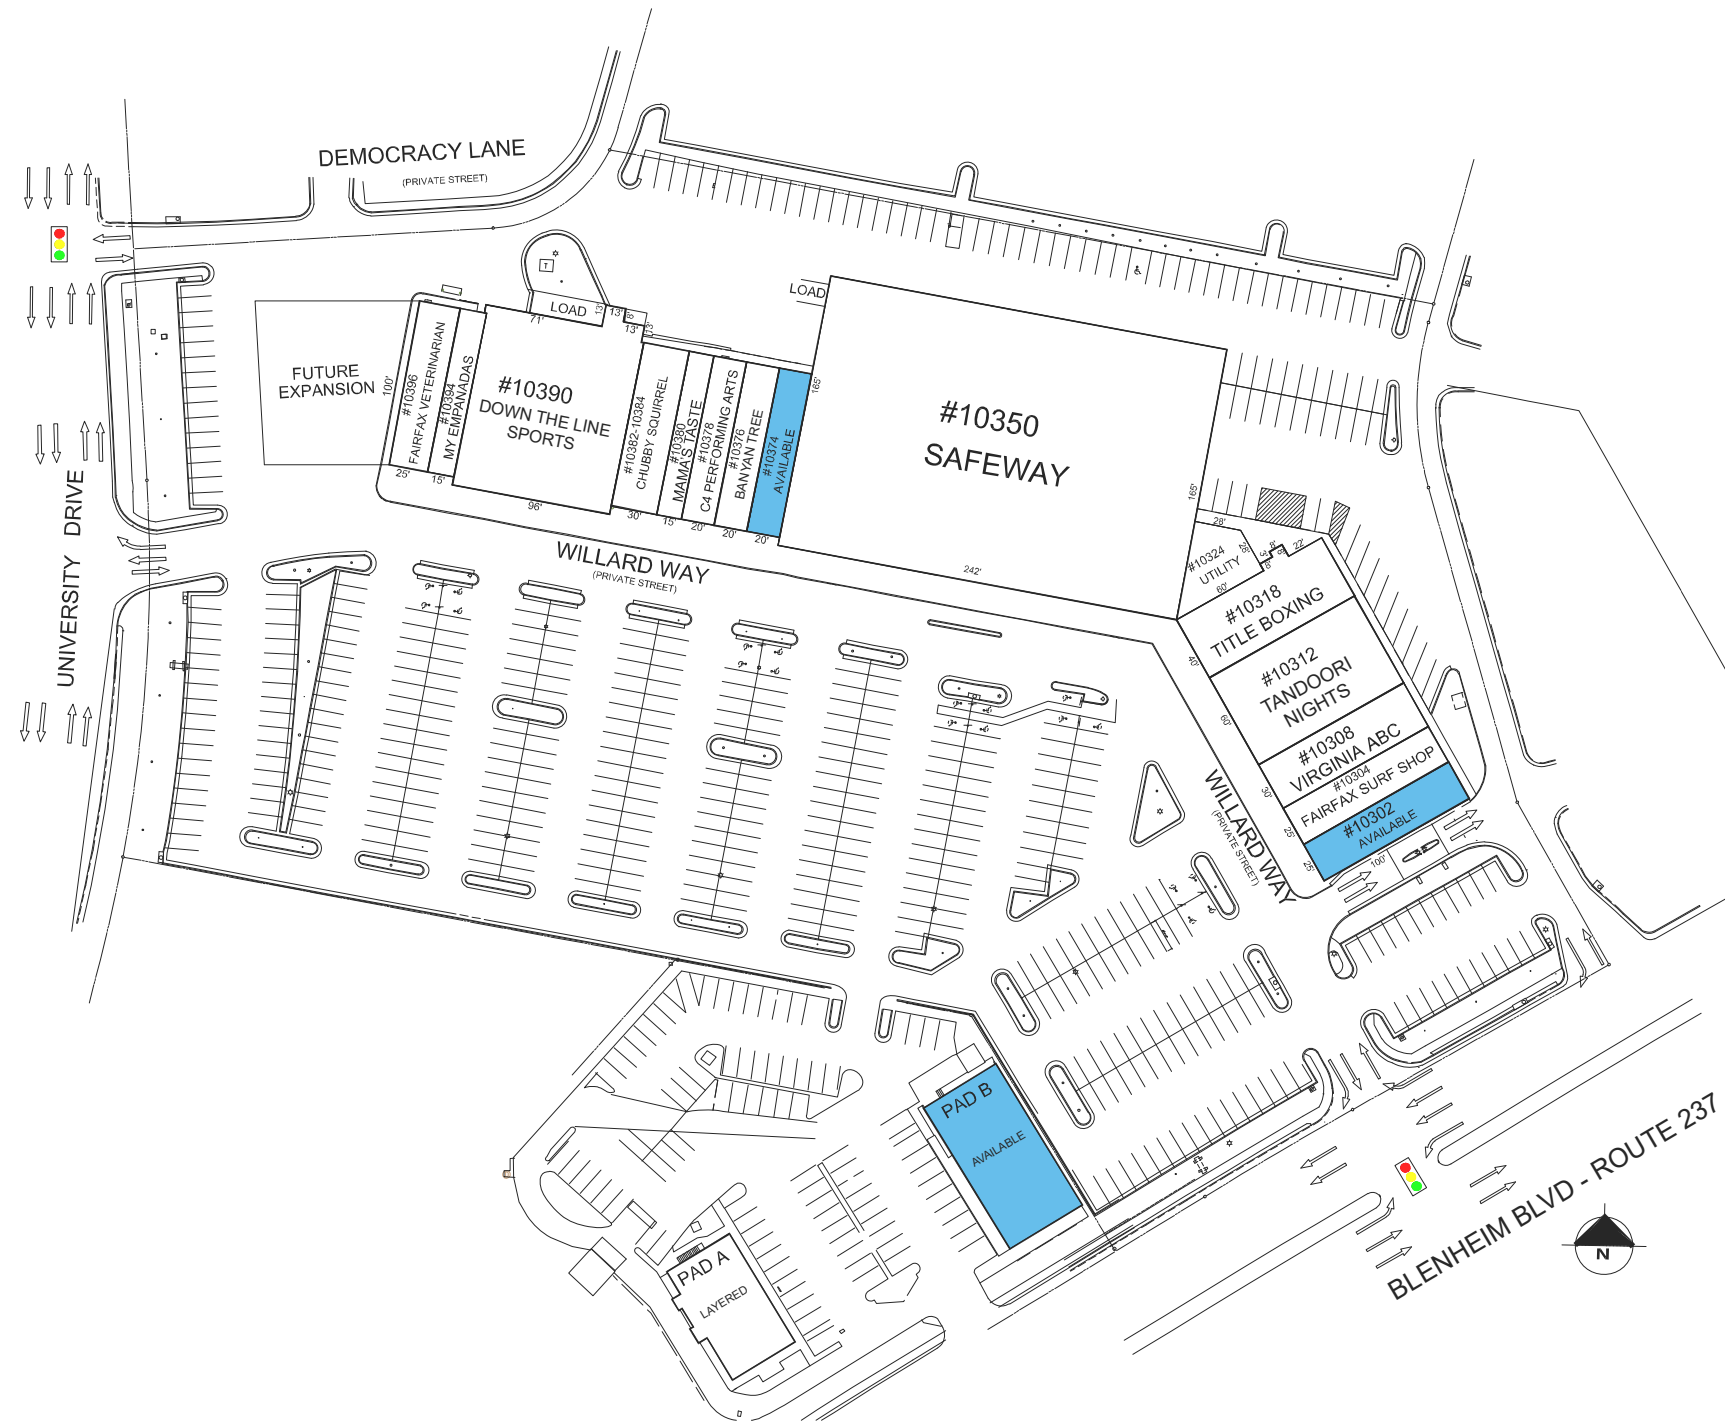 DEMOCRACY LANE
(PRIVATE STREET)
UNIVERSITY DRIVE
FUTURE
EXPANSION
100'
#10396
FAIRFAX VETERINARIAN
25'
#10394
MY EMPANADAS
15'
T
LOAD
71'
13'
13'
8'
13'
13'
#10390
DOWN THE LINE
SPORTS
96'
#10382-10384
CHUBBY SQUIRREL
30'
#10380
MAMA'S TASTE
15'
#10378
C4 PERFORMING ARTS
20'
#10376
BANYAN TREE
20'
#10374
AVAILABLE
20'
LOAD
165'
#10350
SAFEWAY
165'
242'
WILLARD WAY
(PRIVATE STREET)
28'
#10324
UTILITY
60'
22'
#10318
TITLE BOXING
40'
#10312
TANDOORI
NIGHTS
60'
#10308
VIRGINIA ABC
30'
#10304
FAIRFAX SURF SHOP
25'
#10302
AVAILABLE
25'
100'
WILLARD WAY
(PRIVATE STREET)
PAD B
AVAILABLE
PAD A
LAYERED
BLENHEIM BLVD - ROUTE 237
N